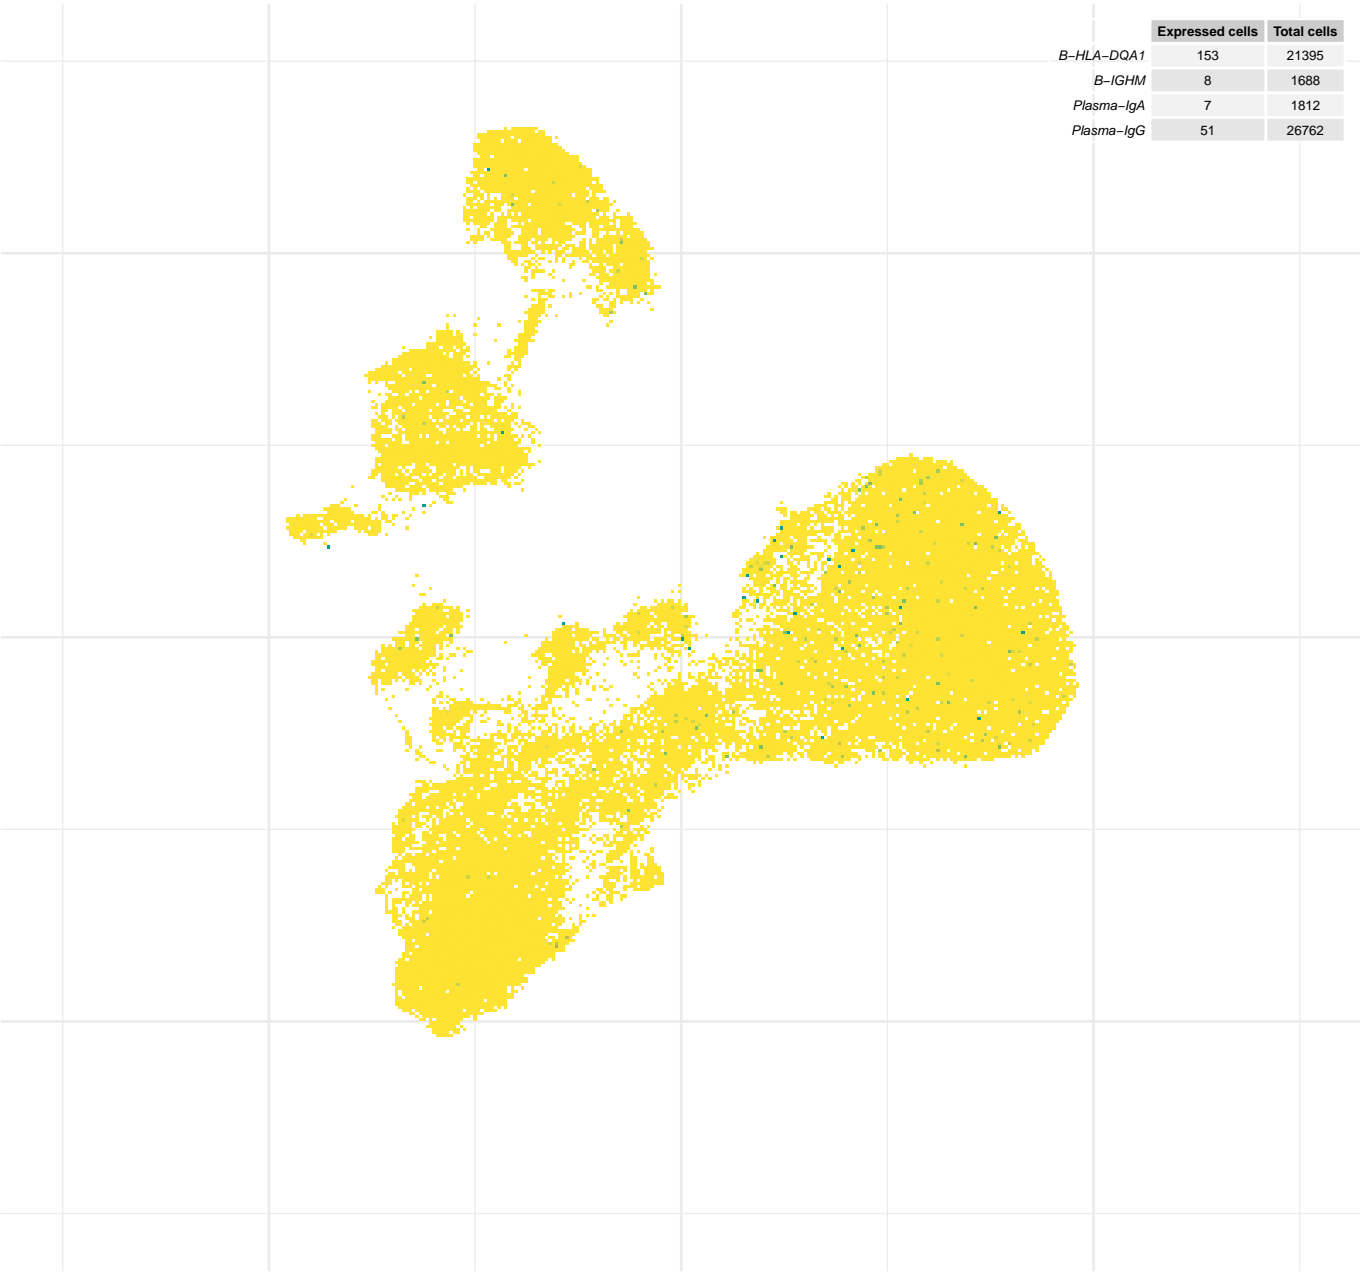 Expressed cells Total cells
B-HLA-DQA1 153 21395
B-IGHM 8 1688
Plasma-IgA 7 1812
Plasma-IgG 51 26762